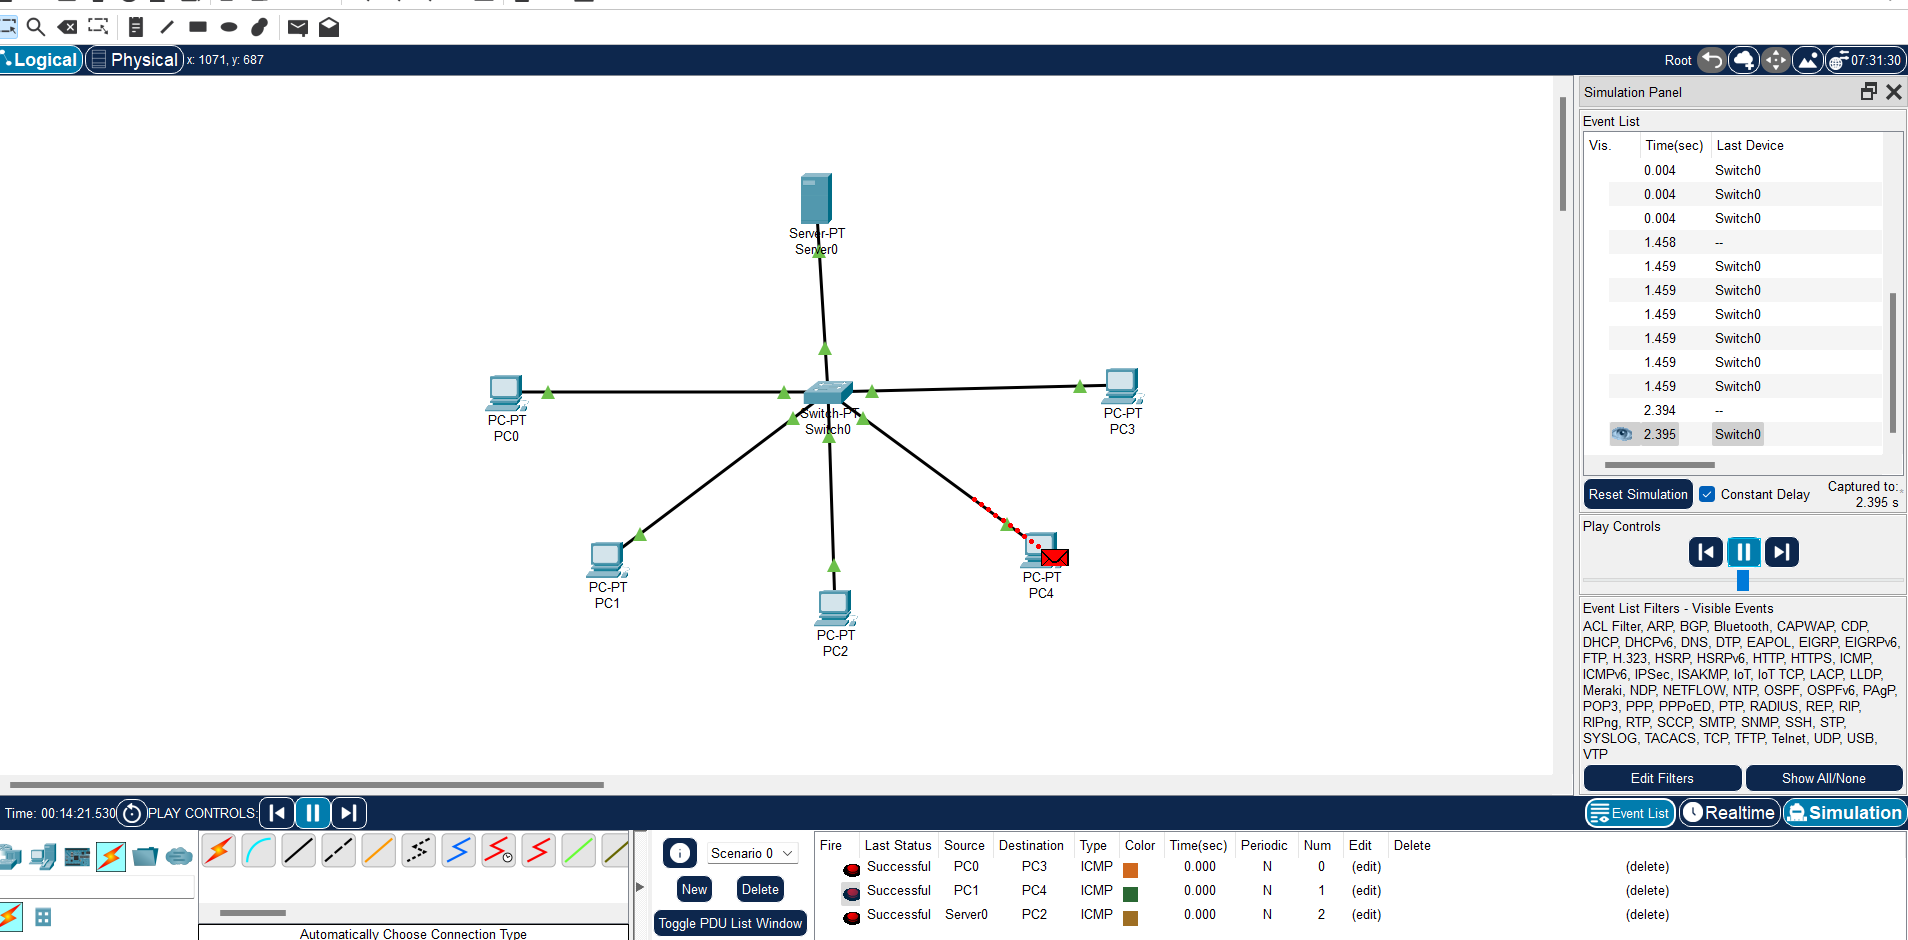 Logical
Physical
x: 1071, y: 687
Root
07:31:30
Simulation Panel
Event List
Vis. Time(sec) Last Device
0.004 Switch0
0.004 Switch0
0.004 Switch0
1.458 --
1.459 Switch0
1.459 Switch0
1.459 Switch0
1.459 Switch0
1.459 Switch0
1.459 Switch0
2.394 --
2.395 Switch0
Reset Simulation
Constant Delay
Captured to:
2.395 s
Play Controls
Event List Filters - Visible Events
ACL Filter, ARP, BGP, Bluetooth, CAPWAP, CDP,
DHCP, DHCPv6, DNS, DTP, EAPOL, EIGRP, EIGRPv6,
FTP, H.323, HSRP, HSRPv6, HTTP, HTTPS, ICMP,
ICMPv6, IPSec, ISAKMP, IoT, IoT TCP, LACP, LLDP,
Meraki, NDP, NETFLOW, NTP, OSPF, OSPFv6, PAgP,
POP3, PPP, PPPoED, PTP, RADIUS, REP, RIP,
RIPng, RTP, SCCP, SMTP, SNMP, SSH, STP,
SYSLOG, TACACS, TCP, TFTP, Telnet, UDP, USB,
VTP
Edit Filters
Show All/None
Server-PT
Server0
PC-PT
PC0
Switch-PT
Switch0
PC-PT
PC3
PC-PT
PC1
PC-PT
PC2
PC-PT
PC4
Time: 00:14:21.530
PLAY CONTROLS:
Event List
Realtime
Simulation
Scenario 0
New
Delete
Toggle PDU List Window
Automatically Choose Connection Type
Fire Last Status Source Destination Type Color Time(sec) Periodic Num Edit Delete
Successful PC0 PC3 ICMP 0.000 N 0 (edit) (delete)
Successful PC1 PC4 ICMP 0.000 N 1 (edit) (delete)
Successful Server0 PC2 ICMP 0.000 N 2 (edit) (delete)